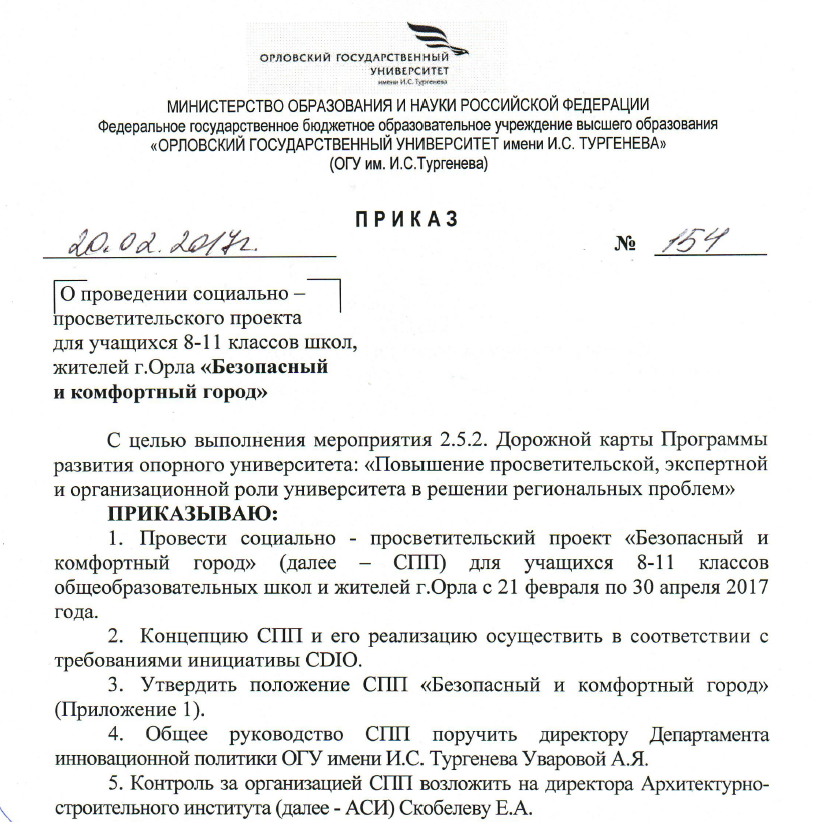 ОРЛОВСКИЙ ГОСУДАРСТВЕННЫЙ
УНИВЕРСИТЕТ
имени И.С. Тургенева
МИНИСТЕРСТВО ОБРАЗОВАНИЯ И НАУКИ РОССИЙСКОЙ ФЕДЕРАЦИИ
Федеральное государственное бюджетное образовательное учреждение высшего образования
«ОРЛОВСКИЙ ГОСУДАРСТВЕННЫЙ УНИВЕРСИТЕТ имени И.С. ТУРГЕНЕВА»
(ОГУ им. И.С.Тургенева)
П Р И К А З
20.02.2017г. № 154
О проведении социально –
просветительского проекта
для учащихся 8-11 классов школ,
жителей г.Орла «Безопасный
и комфортный город»
С целью выполнения мероприятия 2.5.2. Дорожной карты Программы
развития опорного университета: «Повышение просветительской, экспертной
и организационной роли университета в решении региональных проблем»
ПРИКАЗЫВАЮ:
1. Провести социально - просветительский проект «Безопасный и
комфортный город» (далее – СПП) для учащихся 8-11 классов
общеобразовательных школ и жителей г.Орла с 21 февраля по 30 апреля 2017
года.
2. Концепцию СПП и его реализацию осуществить в соответствии с
требованиями инициативы CDIO.
3. Утвердить положение СПП «Безопасный и комфортный город»
(Приложение 1).
4. Общее руководство СПП поручить директору Департамента
инновационной политики ОГУ имени И.С. Тургенева Уваровой А.Я.
5. Контроль за организацией СПП возложить на директора Архитектурно-
строительного института (далее - АСИ) Скобелеву Е.А.